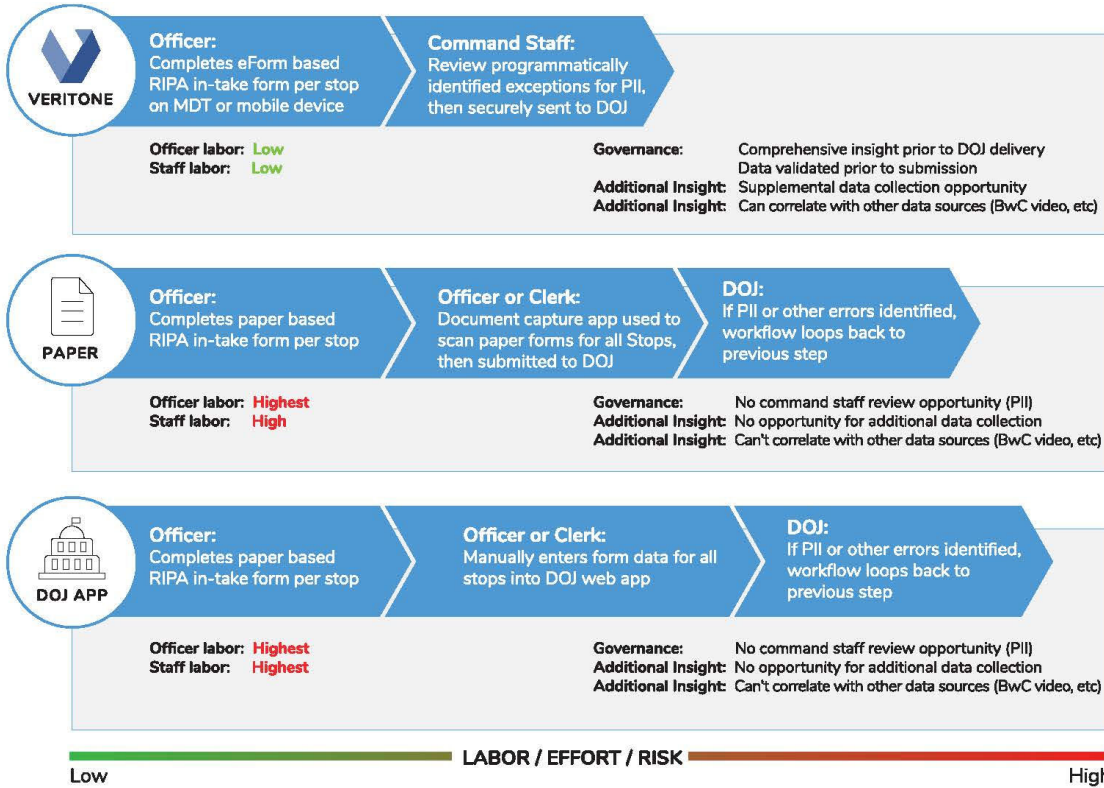 VERITONE
Officer:
Completes eForm based
RIPA in-take form per stop
on MDT or mobile device
Command Staff:
Review programmatically
identified exceptions for PII,
then securely sent to DOJ
Officer labor: Low
Staff labor: Low
Governance: Comprehensive insight prior to DOJ delivery
Data validated prior to submission
Additional Insight: Supplemental data collection opportunity
Additional Insight: Can correlate with other data sources (BwC video, etc)
PAPER
Officer:
Completes paper based
RIPA in-take form per stop
Officer or Clerk:
Document capture app used to
scan paper forms for all Stops,
then submitted to DOJ
DOJ:
If PII or other errors identified,
workflow loops back to
previous step
Officer labor: Highest
Staff labor: High
Governance: No command staff review opportunity (PII)
Additional Insight: No opportunity for additional data collection
Additional Insight: Can't correlate with other data sources (BwC video, etc)
DOJ APP
Officer:
Completes paper based
RIPA in-take form per stop
Officer or Clerk:
Manually enters form data for all
stops into DOJ web app
DOJ:
If PII or other errors identified,
workflow loops back to
previous step
Officer labor: Highest
Staff labor: Highest
Governance: No command staff review opportunity (PII)
Additional Insight: No opportunity for additional data collection
Additional Insight: Can't correlate with other data sources (BwC video, etc)
LABOR / EFFORT / RISK
Low
High